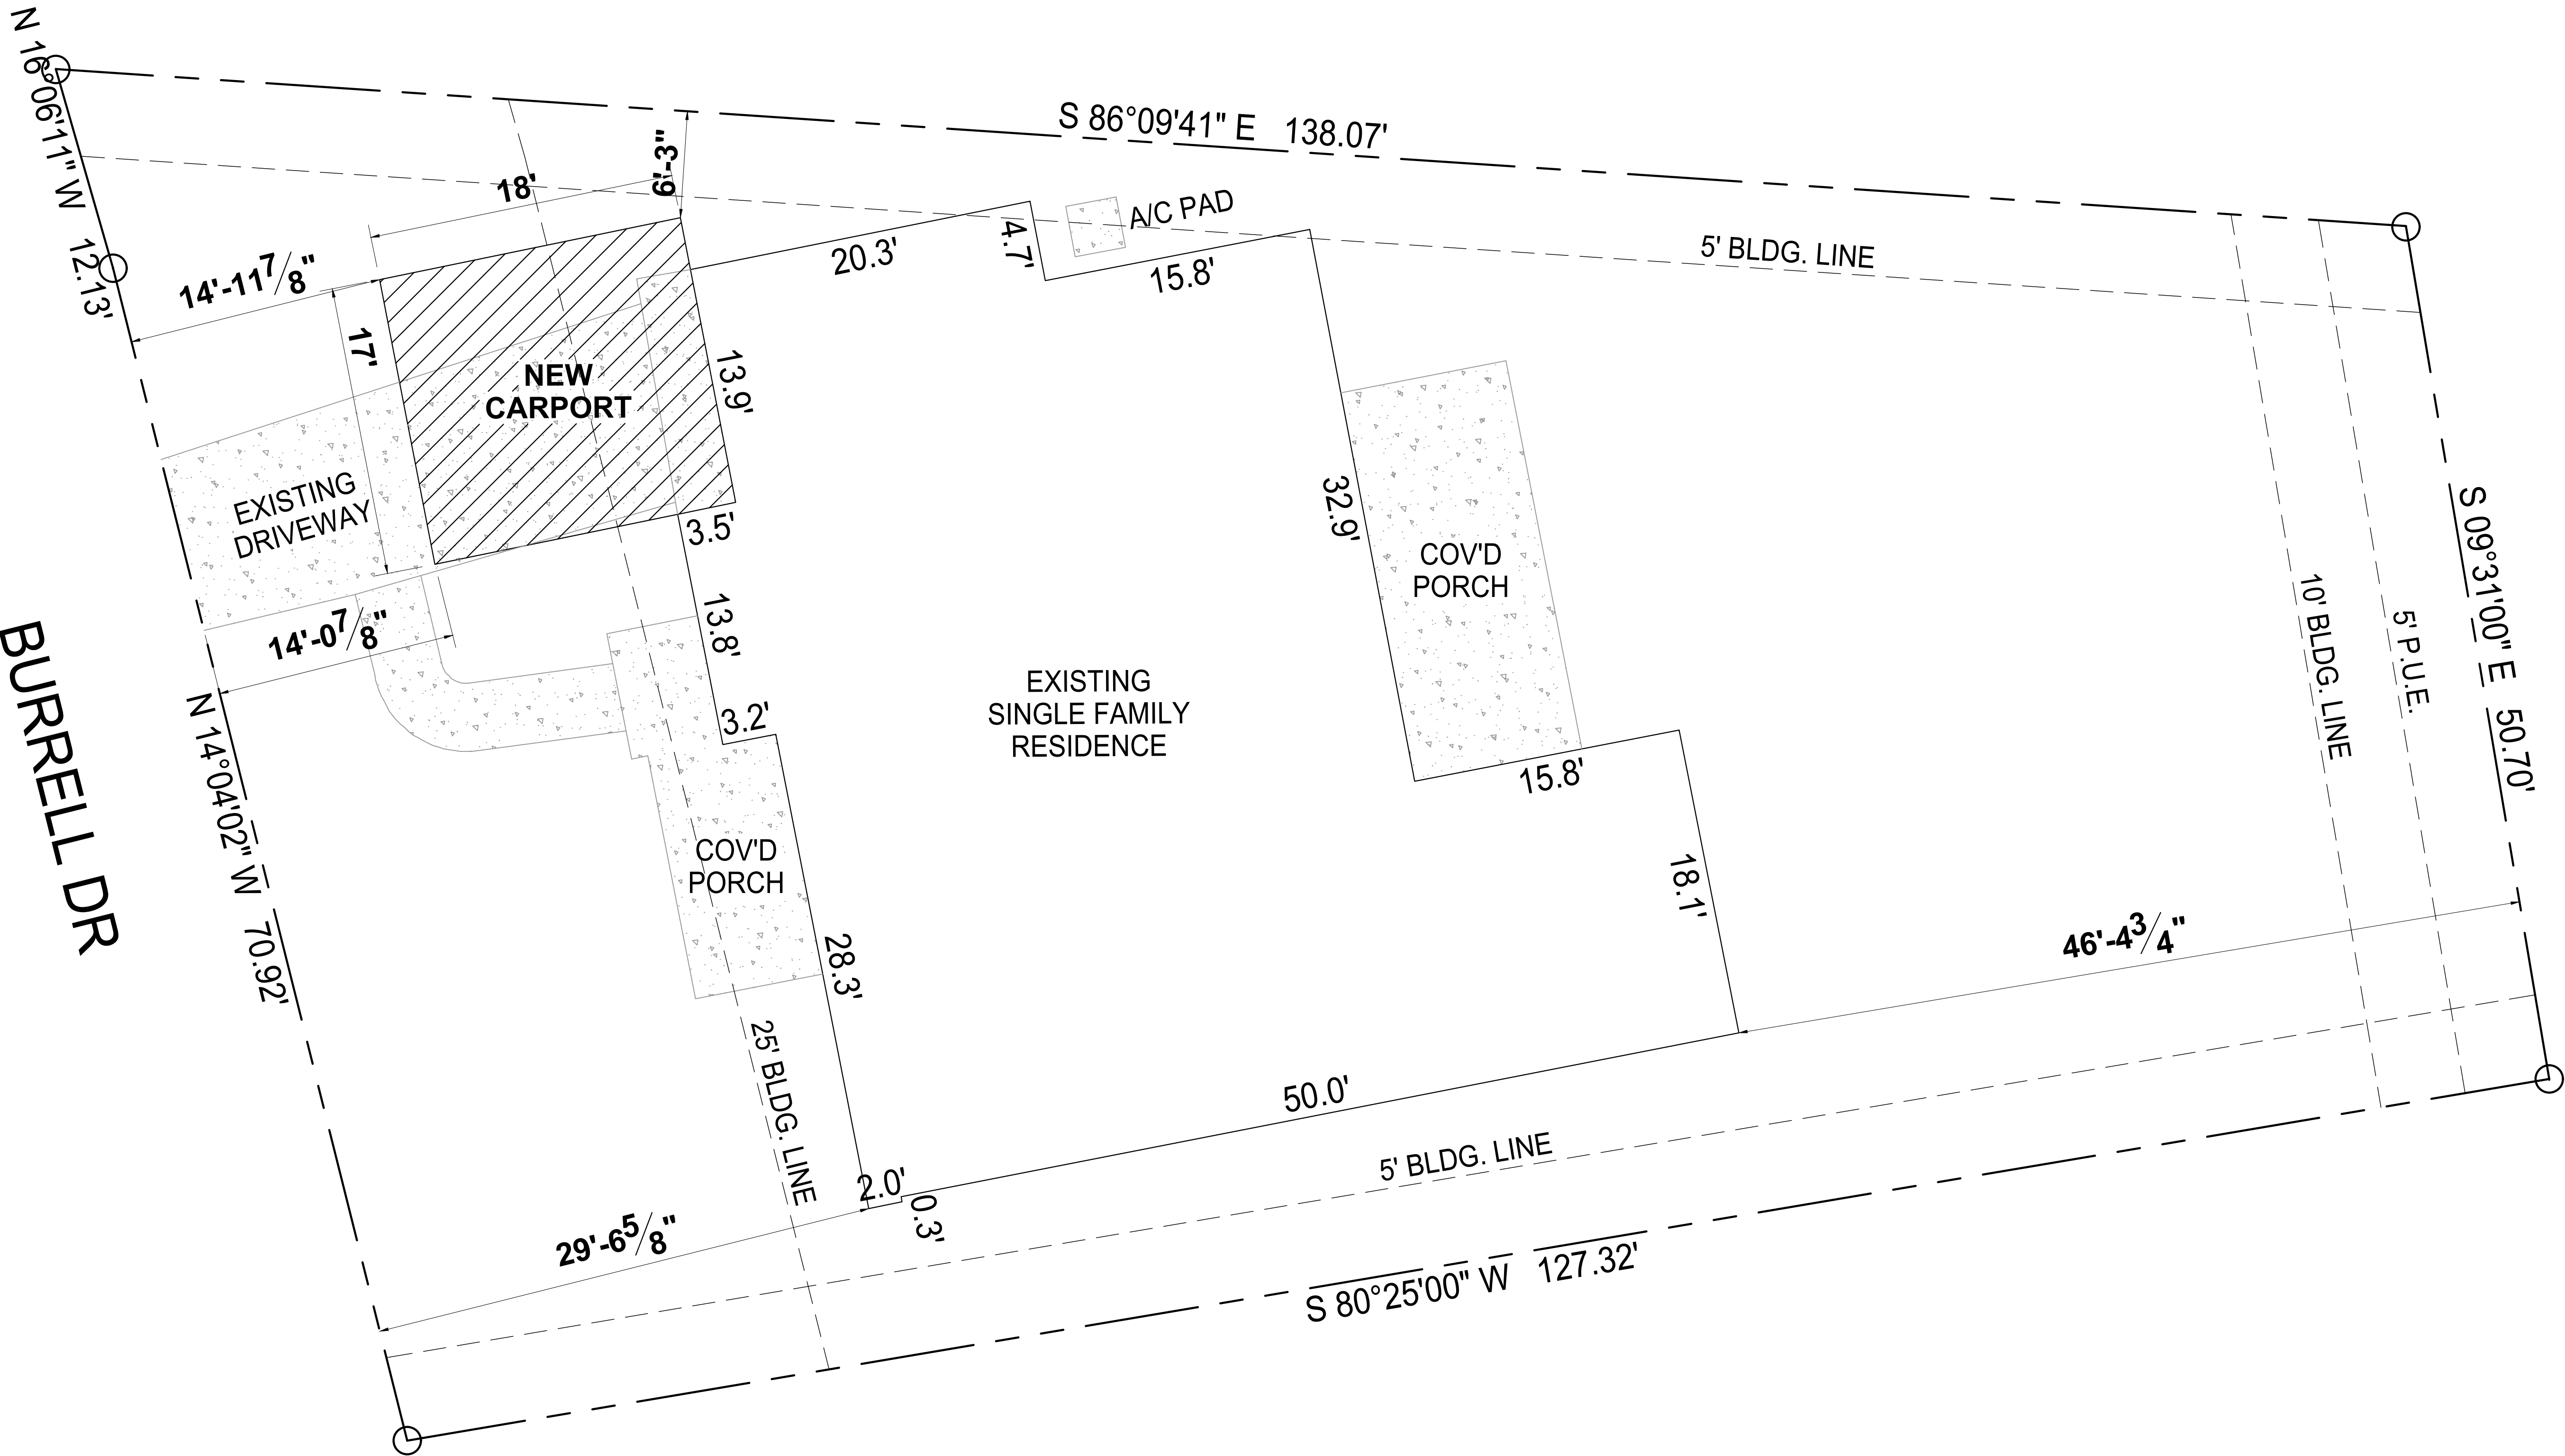 N 16°06'11" W 12.13'
S 86°09'41" E 138.07'
6'-3"
18'
A/C PAD
4.7'
20.3'
15.8'
5' BLDG. LINE
14'-11 7/8"
17'
NEW
CARPORT
13.9'
EXISTING
DRIVEWAY
3.5'
32.9'
COV'D
PORCH
S 09°31'00" E 50.70'
10' BLDG. LINE
5' P.U.E.
14'-0 7/8"
13.8'
BURRELL DR
3.2'
EXISTING
SINGLE FAMILY
RESIDENCE
15.8'
N 14°04'02" W 70.92'
COV'D
PORCH
18.1'
28.3'
46'-4 3/4"
25' BLDG. LINE
50.0'
2.0'
0.3'
5' BLDG. LINE
29'-6 5/8"
S 80°25'00" W 127.32'